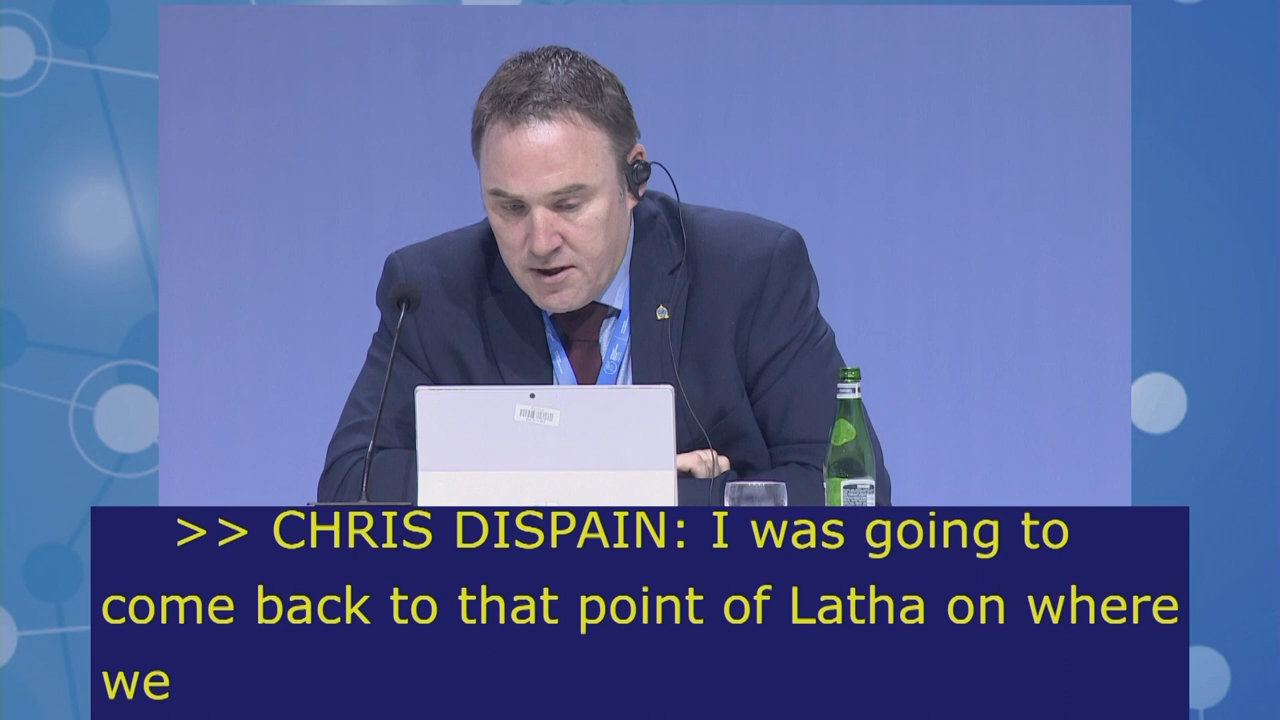 >> CHRIS DISPAIN: I was going to
come back to that point of Latha on where
we